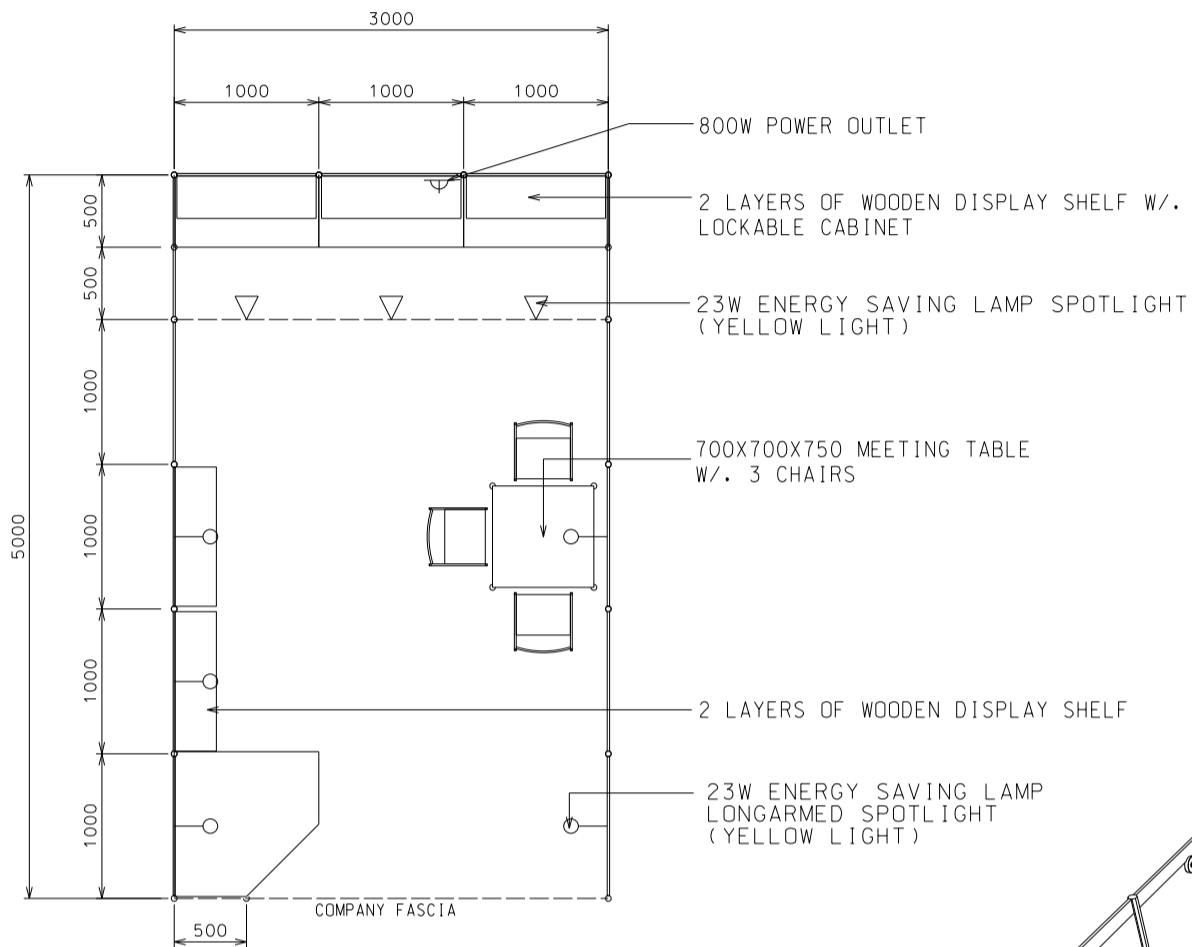 3000
1000 1000 1000
800W POWER OUTLET
500
2 LAYERS OF WOODEN DISPLAY SHELF W/.
LOCKABLE CABINET
500
23W ENERGY SAVING LAMP SPOTLIGHT
(YELLOW LIGHT)
1000
700X700X750 MEETING TABLE
W/. 3 CHAIRS
5000
1000
1000
2 LAYERS OF WOODEN DISPLAY SHELF
1000
23W ENERGY SAVING LAMP
LONGARMED SPOTLIGHT
(YELLOW LIGHT)
COMPANY FASCIA
500